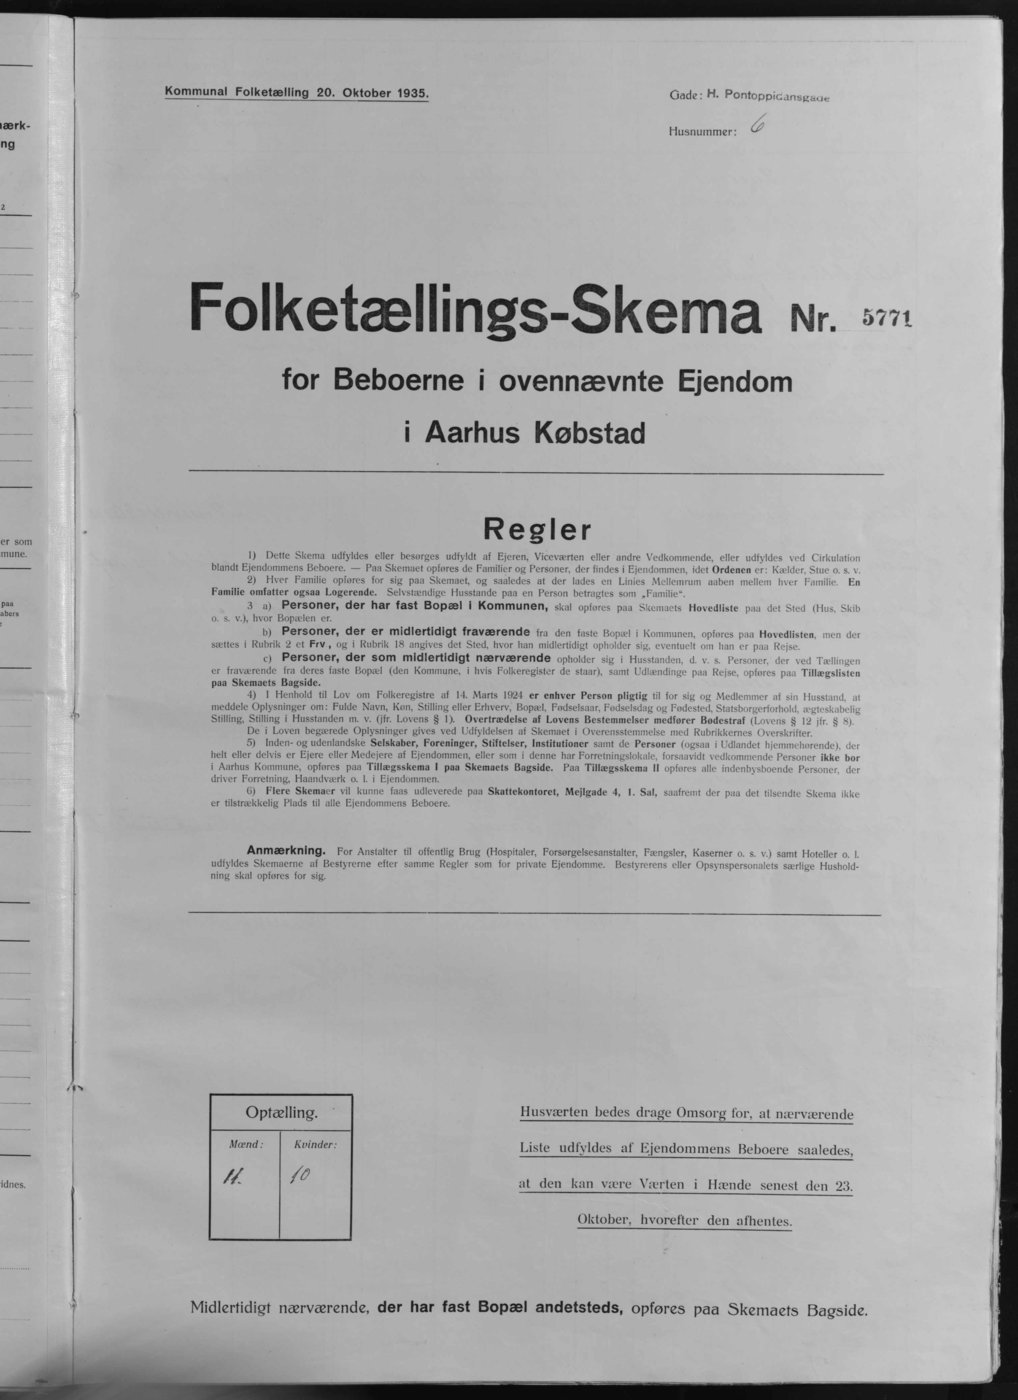 ærk-
ng
2
er som
mune.
paa
abers
idnes.
Kommunal Folketælling 20. Oktober 1935.
Gade: H. Pontoppidansgade
Husnummer: 6
Folketællings-Skema Nr. 5771
for Beboerne i ovennævnte Ejendom
i Aarhus Købstad
Regler
1) Dette Skema udfyldes eller besørges udfyldt af Ejeren, Viceværten eller andre Vedkommende, eller udfyldes ved Cirkulation
blandt Ejendommens Beboere. — Paa Skemaet opføres de Familier og Personer, der findes i Ejendommen, idet Ordenen er: Kælder, Stue o. s. v.
2) Hver Familie opføres for sig paa Skemaet, og saaledes at der lades en Linies Mellemrum aaben mellem hver Familie. En
Familie omfatter ogsaa Logerende. Selvstændige Husstande paa en Person betragtes som „Familie“.
3 a) Personer, der har fast Bopæl i Kommunen, skal opføres paa Skemaets Hovedliste paa det Sted (Hus, Skib
o. s. v.), hvor Bopælen er.
b) Personer, der er midlertidigt fraværende fra den faste Bopæl i Kommunen, opføres paa Hovedlisten, men der
sættes i Rubrik 2 et Frv, og i Rubrik 18 angives det Sted, hvor han midlertidigt opholder sig, eventuelt om han er paa Rejse.
c) Personer, der som midlertidigt nærværende opholder sig i Husstanden, d. v. s. Personer, der ved Tællingen
er fraværende fra deres faste Bopæl (den Kommune, i hvis Folkeregister de staar), samt Udlændinge paa Rejse, opføres paa Tillægslisten
paa Skemaets Bagside.
4) I Henhold til Lov om Folkeregistre af 14. Marts 1924 er enhver Person pligtig til for sig og Medlemmer af sin Husstand, at
meddele Oplysninger om: Fulde Navn, Køn, Stilling eller Erhverv, Bopæl, Fødselsaar, Fødselsdag og Fødested, Statsborgerforhold, ægteskabelig
Stilling, Stilling i Husstanden m. v. (jfr. Lovens § 1). Overtrædelse af Lovens Bestemmelser medfører Bødestraf (Lovens § 12 jfr. § 8).
De i Loven begærede Oplysninger gives ved Udfyldelsen af Skemaet i Overensstemmelse med Rubrikkernes Overskrifter.
5) Inden- og udenlandske Selskaber, Foreninger, Stiftelser, Institutioner samt de Personer (ogsaa i Udlandet hjemmehørende), der
helt eller delvis er Ejere eller Medejere af Ejendommen, eller som i denne har Forretningslokale, forsaavidt vedkommende Personer ikke bor
i Aarhus Kommune, opføres paa Tillægsskema I paa Skemaets Bagside. Paa Tillægsskema II opføres alle indenbysboende Personer, der
driver Forretning, Haandværk o. l. i Ejendommen.
6) Flere Skemaer vil kunne faas udleverede paa Skattekontoret, Mejlgade 4, 1. Sal, saafremt der paa det tilsendte Skema ikke
er tilstrækkelig Plads til alle Ejendommens Beboere.
Anmærkning. For Anstalter til offentlig Brug (Hospitaler, Forsørgelsesanstalter, Fængsler, Kaserner o. s. v.) samt Hoteller o. l.
udfyldes Skemaerne af Bestyrerne efter samme Regler som for private Ejendomme. Bestyrerens eller Opsynspersonalets særlige Hushold-
ning skal opføres for sig.
Optælling.
Mænd: Kvinder:
11. 10
Husværten bedes drage Omsorg for, at nærværende
Liste udfyldes af Ejendommens Beboere saaledes,
at den kan være Værten i Hænde senest den 23.
Oktober, hvorefter den afhentes.
Midlertidigt nærværende, der har fast Bopæl andetsteds, opføres paa Skemaets Bagside.